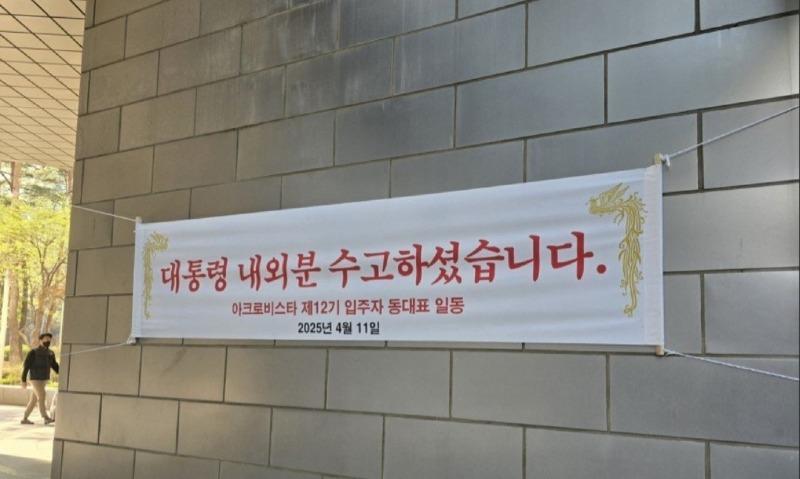 대통령 내외분 수고하셨습니다.
아크로비스타 제12기 입주자 동대표 일동
2025년 4월 11일